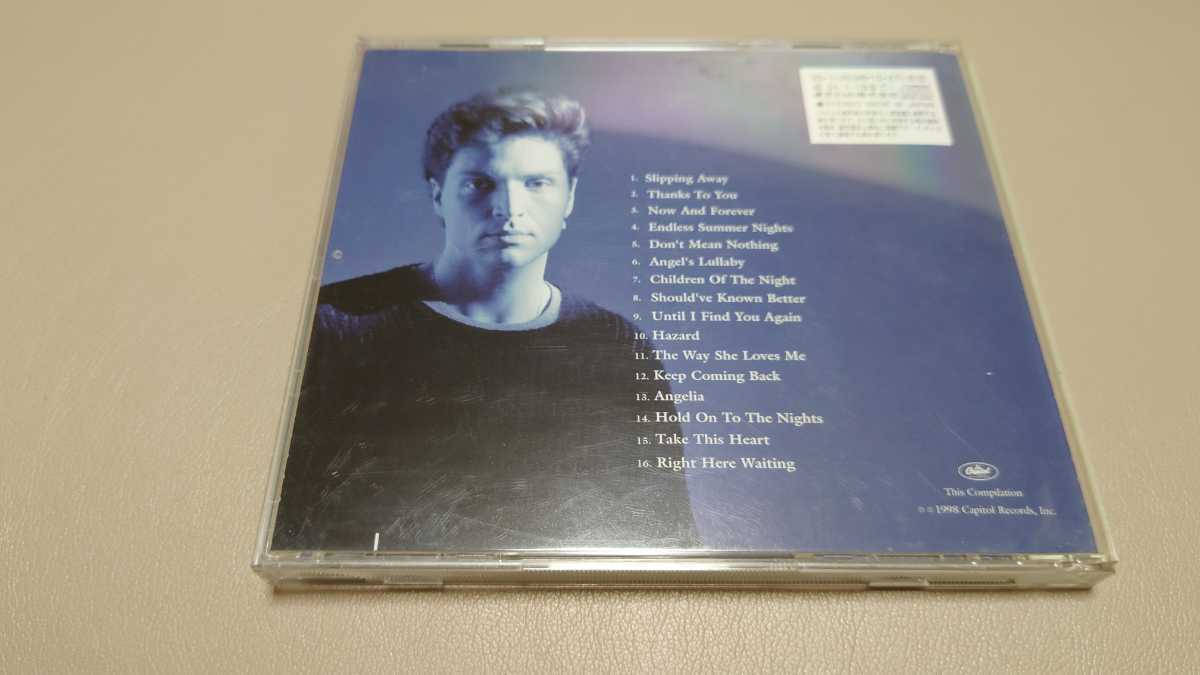 1. Slipping Away
2. Thanks To You
3. Now And Forever
4. Endless Summer Nights
5. Don't Mean Nothing
6. Angel's Lullaby
7. Children Of The Night
8. Should've Known Better
9. Until I Find You Again
10. Hazard
11. The Way She Loves Me
12. Keep Coming Back
13. Angelia
14. Hold On To The Nights
15. Take This Heart
16. Right Here Waiting
Capitol
This Compilation
℗ © 1998 Capitol Records, Inc.